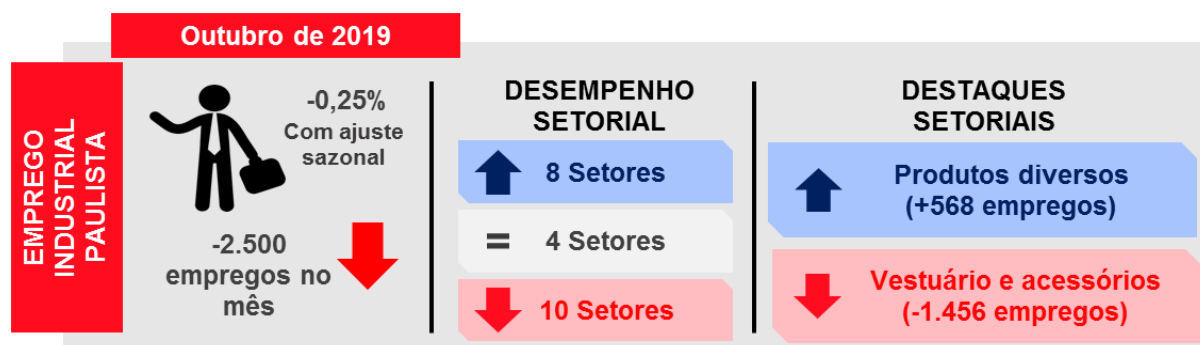 Outubro de 2019
EMPREGO
INDUSTRIAL
PAULISTA
-0,25%
Com ajuste
sazonal
-2.500
empregos no
mês
DESEMPENHO
SETORIAL
8 Setores
= 4 Setores
10 Setores
DESTAQUES
SETORIAIS
Produtos diversos
(+568 empregos)
Vestuário e acessórios
(-1.456 empregos)